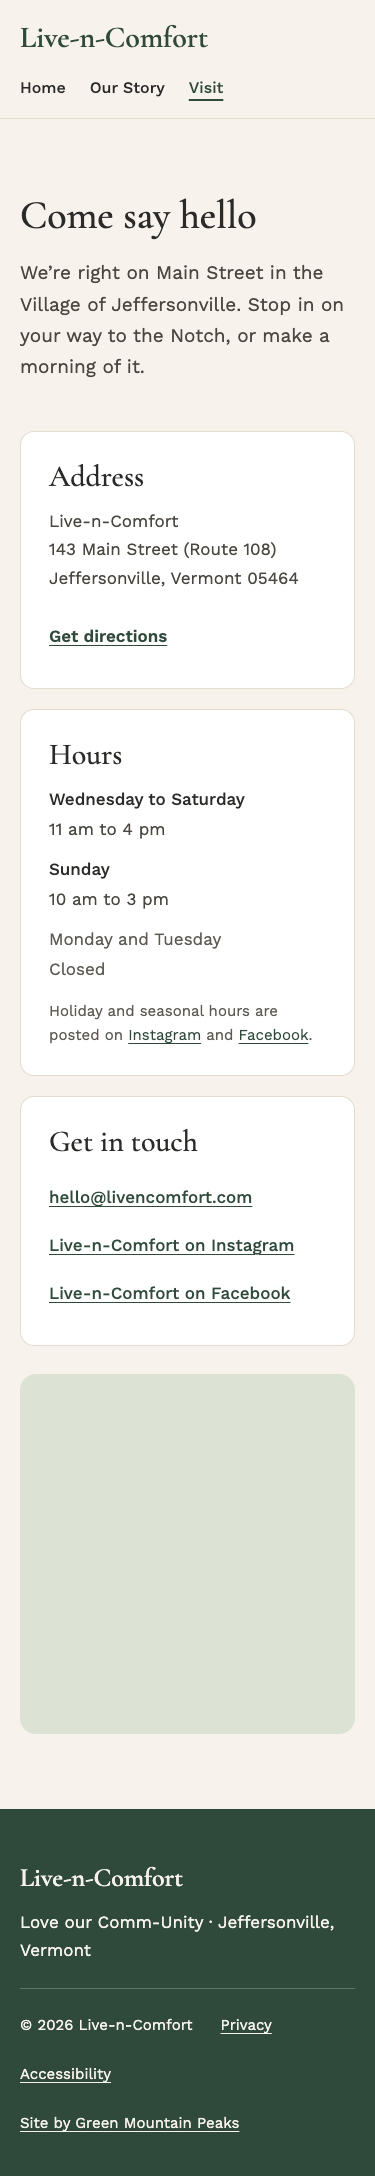 Live-n-Comfort
Home Our Story Visit
Come say hello
We’re right on Main Street in the
Village of Jeffersonville. Stop in on
your way to the Notch, or make a
morning of it.
Address
Live-n-Comfort
143 Main Street (Route 108)
Jeffersonville, Vermont 05464
Get directions
Hours
Wednesday to Saturday
11 am to 4 pm
Sunday
10 am to 3 pm
Monday and Tuesday
Closed
Holiday and seasonal hours are
posted on Instagram and Facebook.
Get in touch
hello@livencomfort.com
Live-n-Comfort on Instagram
Live-n-Comfort on Facebook
Live-n-Comfort
Love our Comm-Unity · Jeffersonville,
Vermont
© 2026 Live-n-Comfort Privacy
Accessibility
Site by Green Mountain Peaks